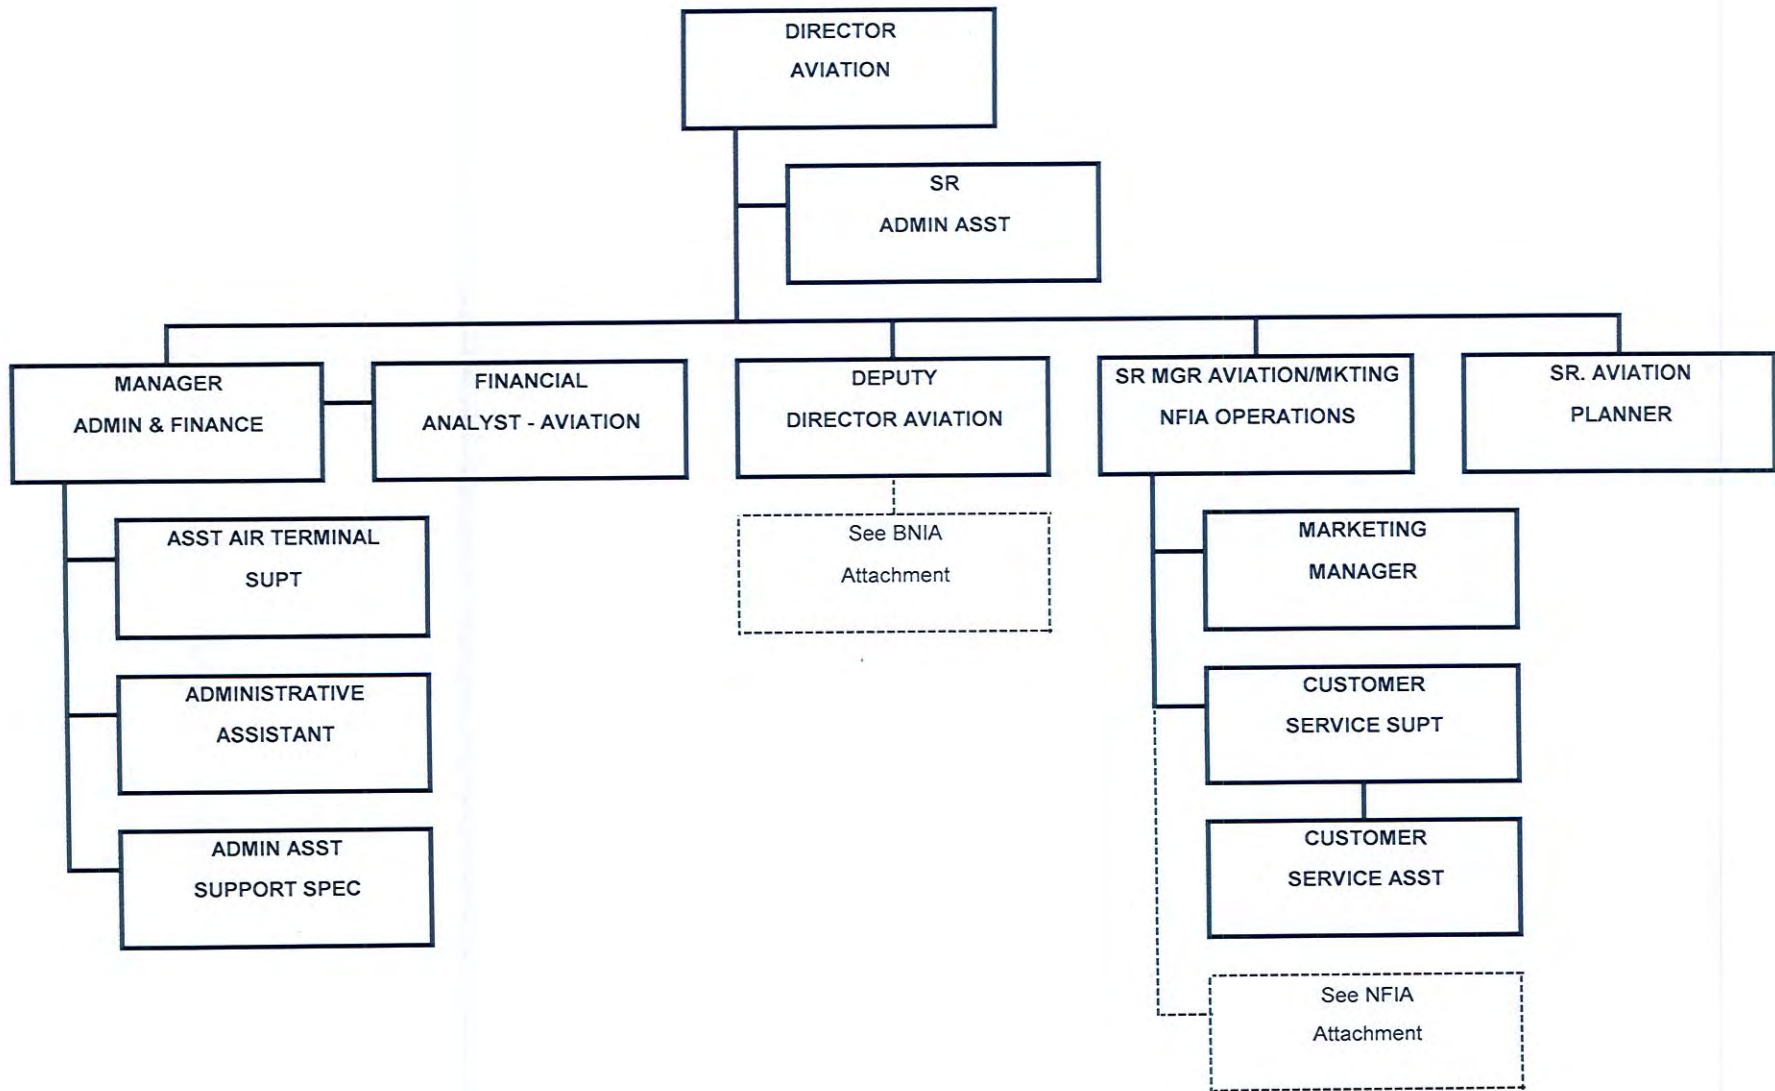 DIRECTOR
AVIATION
SR
ADMIN ASST
MANAGER
ADMIN & FINANCE
FINANCIAL
ANALYST - AVIATION
DEPUTY
DIRECTOR AVIATION
SR MGR AVIATION/MKTING
NFIA OPERATIONS
SR. AVIATION
PLANNER
ASST AIR TERMINAL
SUPT
ADMINISTRATIVE
ASSISTANT
ADMIN ASST
SUPPORT SPEC
See BNIA
Attachment
MARKETING
MANAGER
CUSTOMER
SERVICE SUPT
CUSTOMER
SERVICE ASST
See NFIA
Attachment